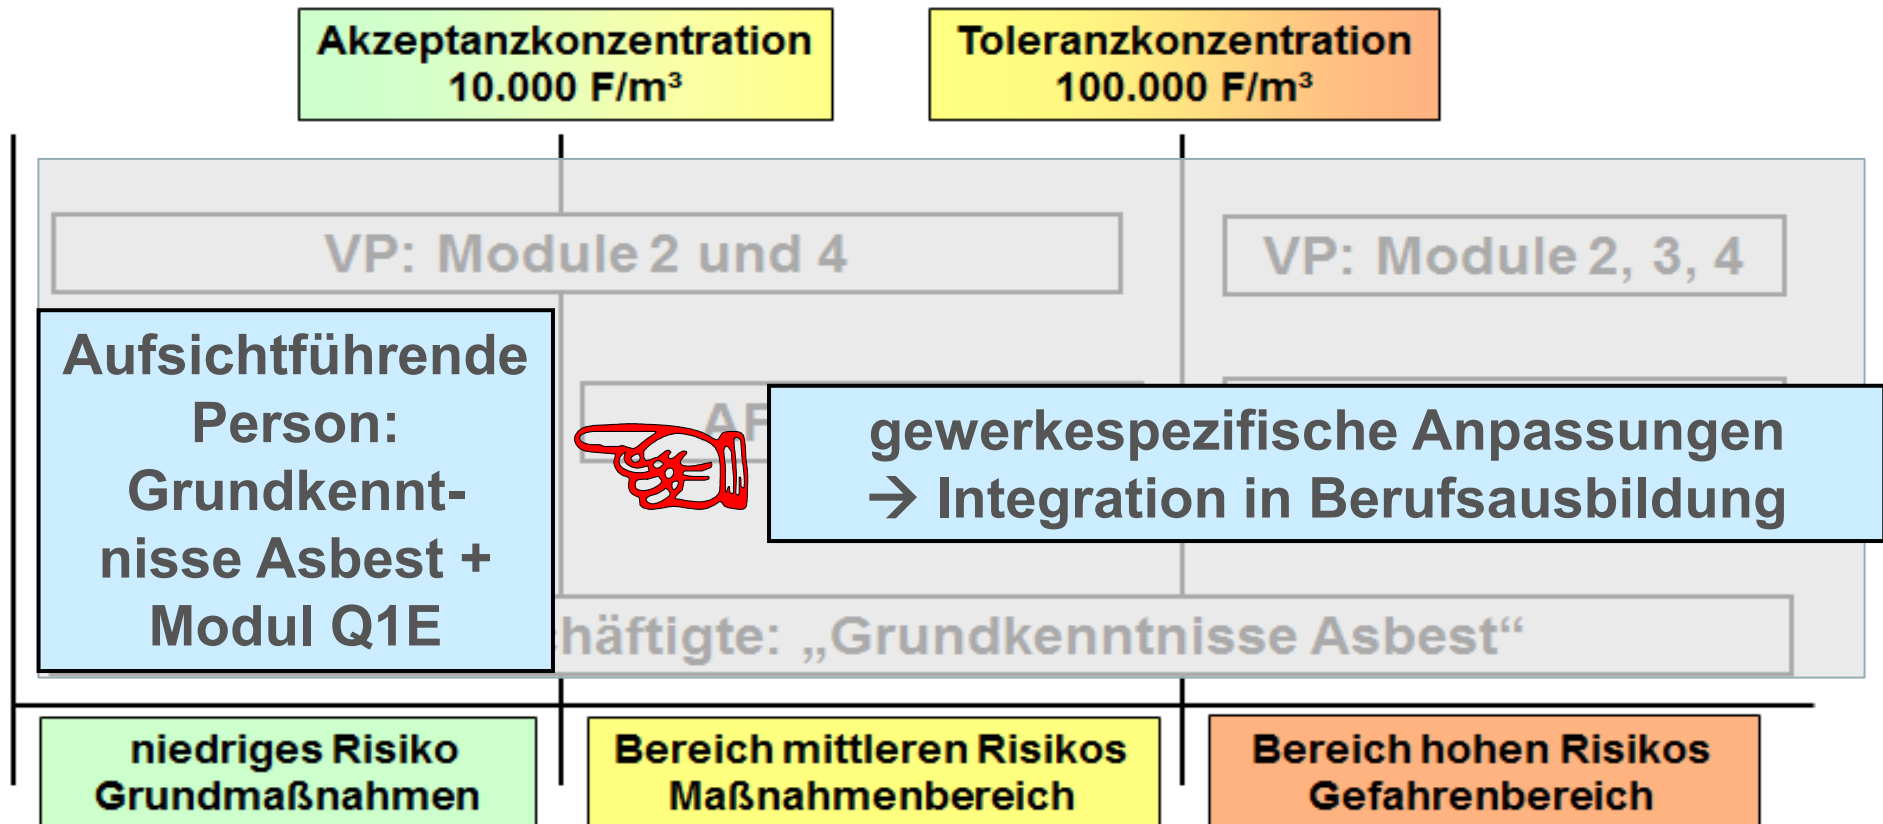 Akzeptanzkonzentration
10.000 F/m³
Toleranzkonzentration
100.000 F/m³
VP: Module 2 und 4
VP: Module 2, 3, 4
Aufsichtführende
Person:
Grundkennt-
nisse Asbest +
Modul Q1E
gewerkespezifische Anpassungen
→ Integration in Berufsausbildung
häftigte: „Grundkenntnisse Asbest“
niedriges Risiko
Grundmaßnahmen
Bereich mittleren Risikos
Maßnahmenbereich
Bereich hohen Risikos
Gefahrenbereich